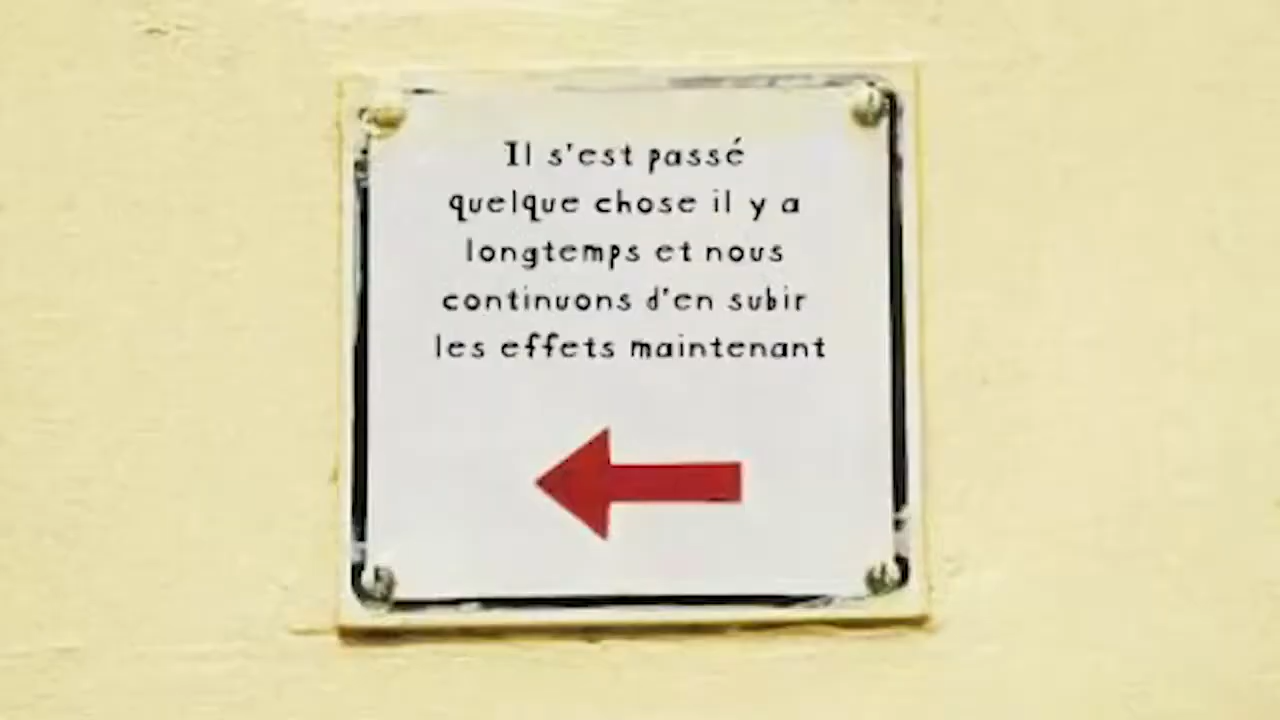 Il s'est passé
quelque chose il y a
longtemps et nous
continuons d'en subir
les effets maintenant